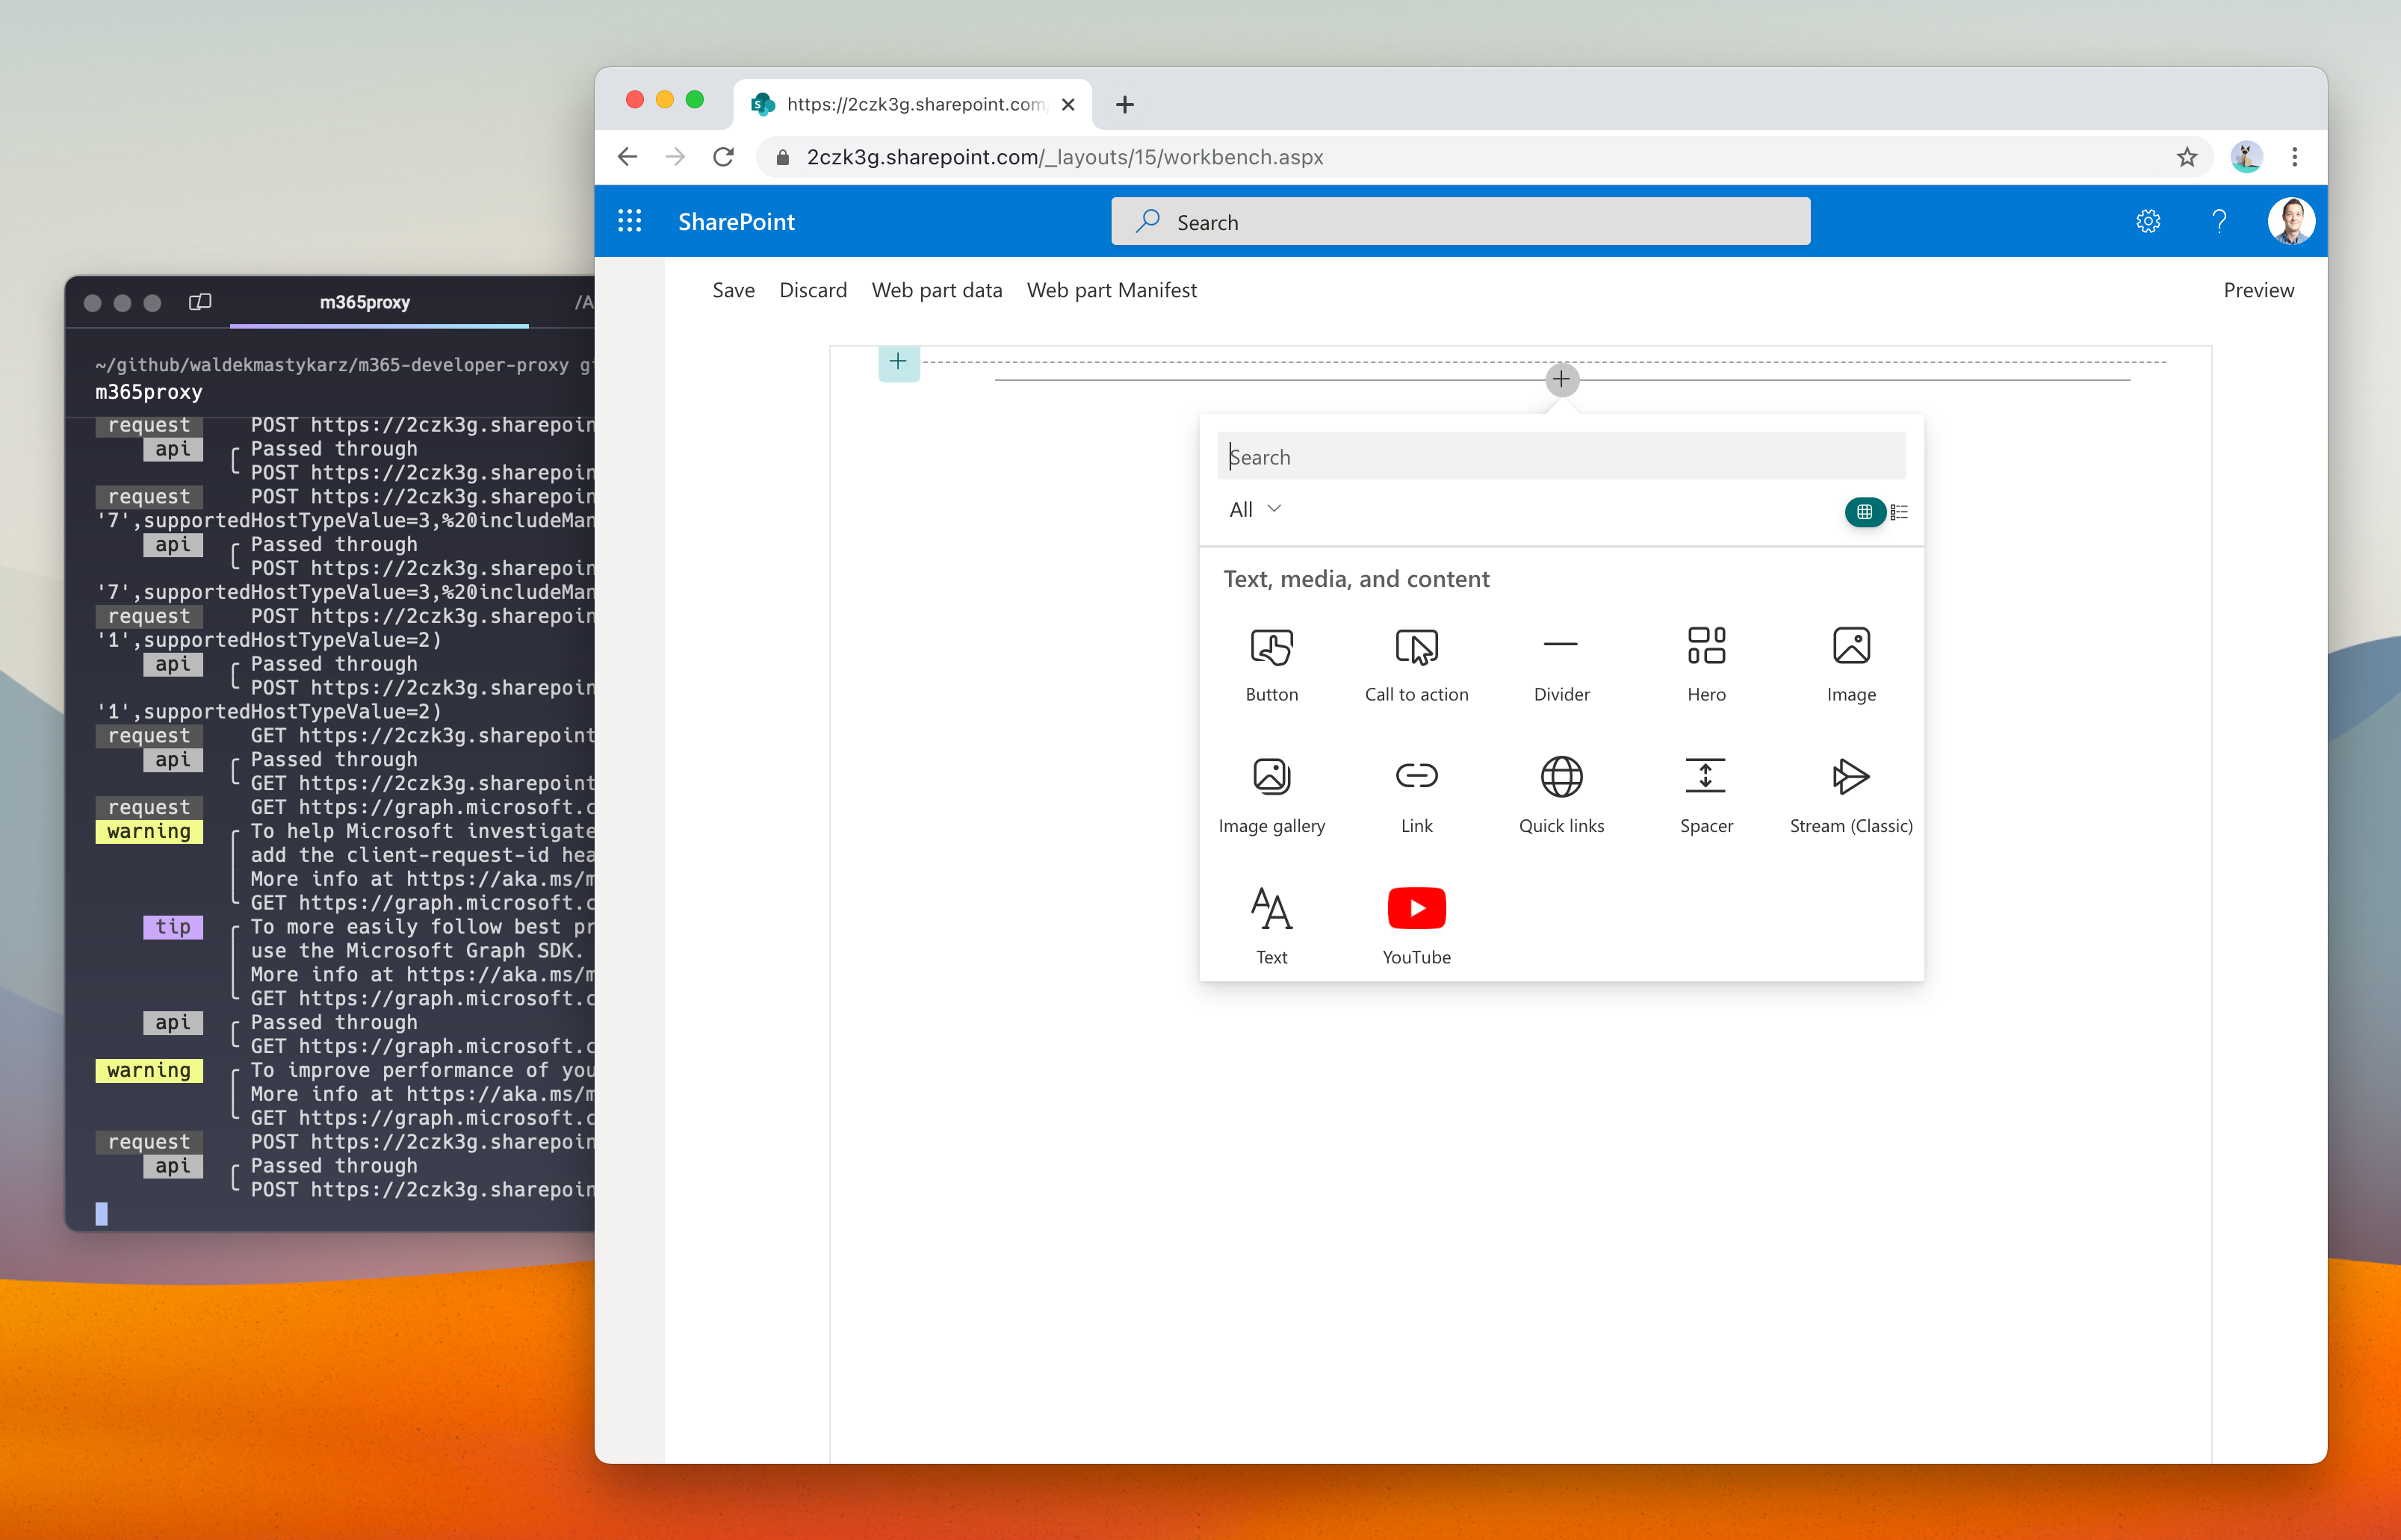 m365proxy
/A
~/github/waldekmastykarz/m365-developer-proxy
m365proxy
request POST https://2czk3g.sharepoin
api Passed through
POST https://2czk3g.sharepoin
request POST https://2czk3g.sharepoin
'7',supportedHostTypeValue=3,%20includeMan
api Passed through
POST https://2czk3g.sharepoin
'7',supportedHostTypeValue=3,%20includeMan
request POST https://2czk3g.sharepoin
'1',supportedHostTypeValue=2)
api Passed through
POST https://2czk3g.sharepoin
'1',supportedHostTypeValue=2)
request GET https://2czk3g.sharepoint
api Passed through
GET https://2czk3g.sharepoint
request GET https://graph.microsoft.c
warning To help Microsoft investigate
add the client-request-id hea
More info at https://aka.ms/m
GET https://graph.microsoft.c
tip To more easily follow best pr
use the Microsoft Graph SDK.
More info at https://aka.ms/m
GET https://graph.microsoft.c
api Passed through
GET https://graph.microsoft.c
warning To improve performance of you
More info at https://aka.ms/m
GET https://graph.microsoft.c
request POST https://2czk3g.sharepoin
api Passed through
POST https://2czk3g.sharepoin
https://2czk3g.sharepoint.com/
2czk3g.sharepoint.com/_layouts/15/workbench.aspx
SharePoint
Search
Save Discard Web part data Web part Manifest Preview
Search
All
Text, media, and content
Button Call to action Divider Hero Image
Image gallery Link Quick links Spacer Stream (Classic)
Text YouTube